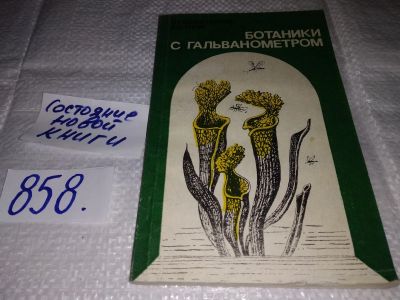 БОТАНИКИ
С ГАЛЬВАНОМЕТРОМ
Состояние
новой
книги
858.